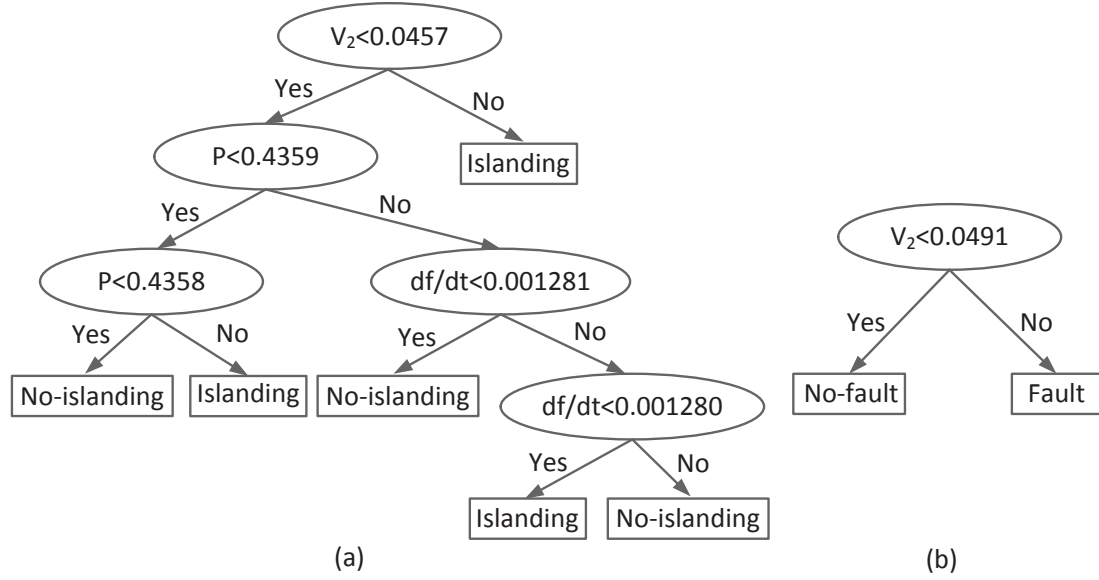 V₂<0.0457
Yes
No
P<0.4359
Islanding
Yes
No
P<0.4358
df/dt<0.001281
Yes
No
Yes
No
No-islanding
Islanding
No-islanding
df/dt<0.001280
Yes
No
Islanding
No-islanding
(a)
V₂<0.0491
Yes
No
No-fault
Fault
(b)